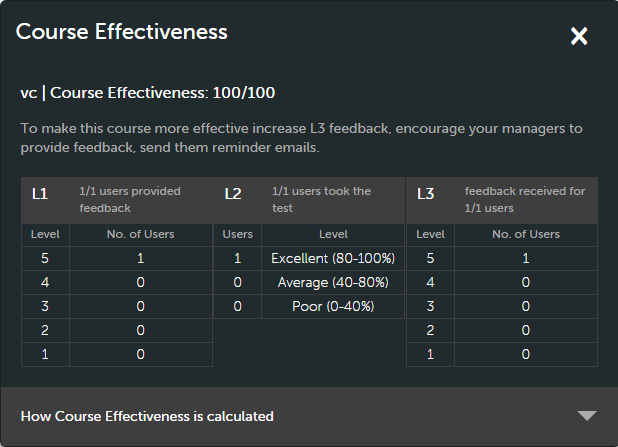 Course Effectiveness
vc | Course Effectiveness: 100/100
To make this course more effective increase L3 feedback, encourage your managers to
provide feedback, send them reminder emails.
L1 1/1 users provided feedback L2 1/1 users took the test L3 feedback received for 1/1 users
Level No. of Users Users Level Level No. of Users
5 1 1 Excellent (80-100%) 5 1
4 0 0 Average (40-80%) 4 0
3 0 0 Poor (0-40%) 3 0
2 0 2 0
1 0 1 0
How Course Effectiveness is calculated